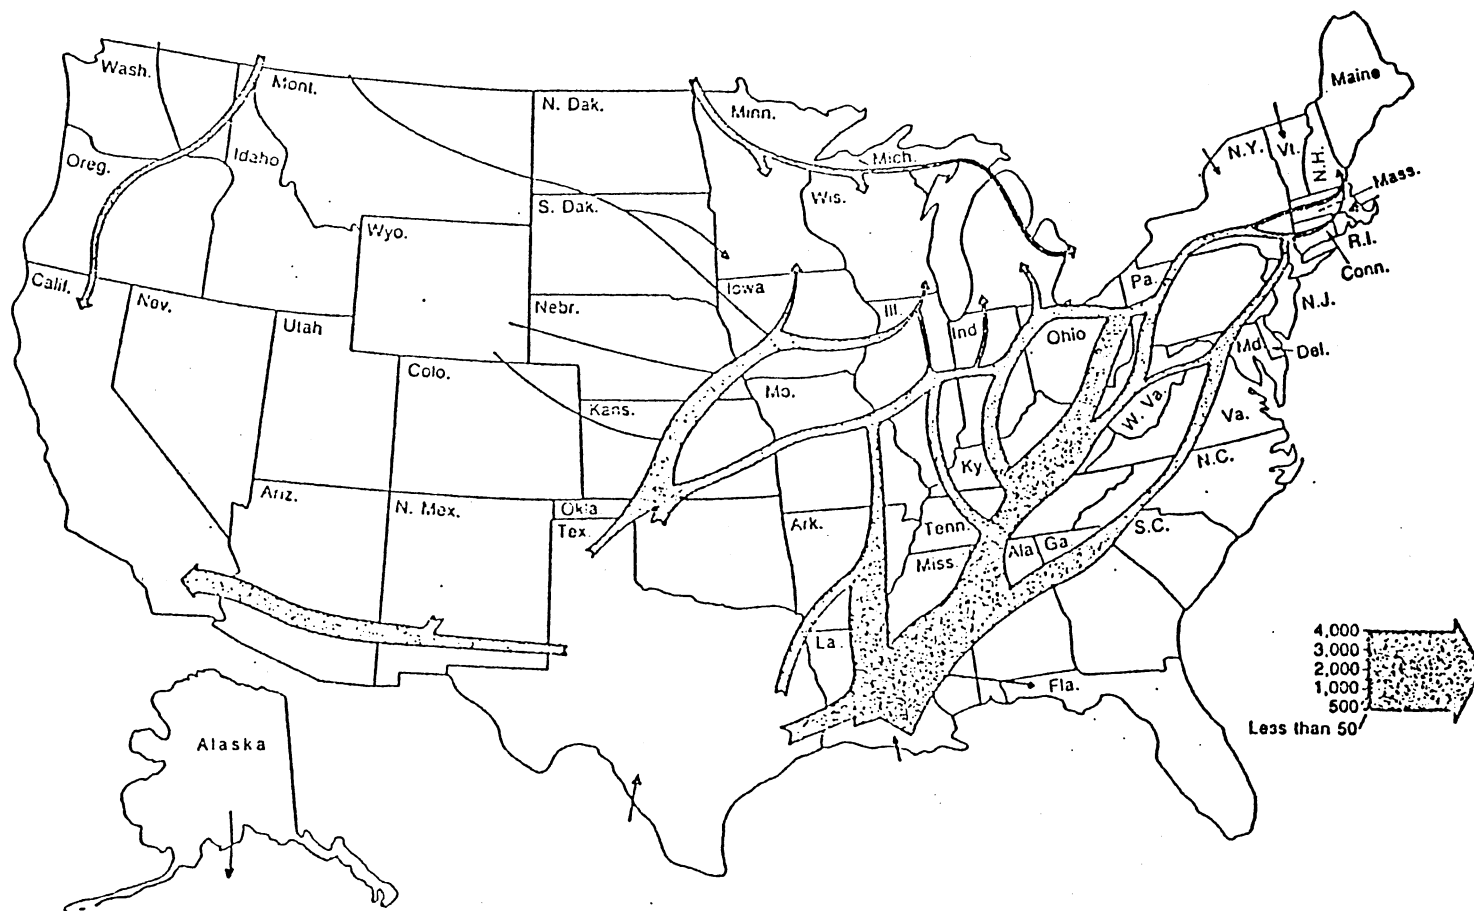 Maine
Wash.
Mont.
N. Dak.
Minn.
N.Y.
Vt.
N.H.
Mass.
Oreg.
Idaho
Mich.
S. Dak.
Wis.
Wyo.
R.I.
Conn.
Calif.
Nov.
Iowa
Pa.
N.J.
Utah
Nebr.
Ill.
Ind
Ohio
Md.
Del.
Colo.
Mo.
Kans.
W. Va.
Va.
Ky.
N.C.
Ariz.
N. Mex.
Okla
Tex.
Ark.
Tenn.
S.C.
Miss.
Ala
Ga
La.
Fla.
4,000
3,000
2,000
1,000
500
Less than 50
Alaska